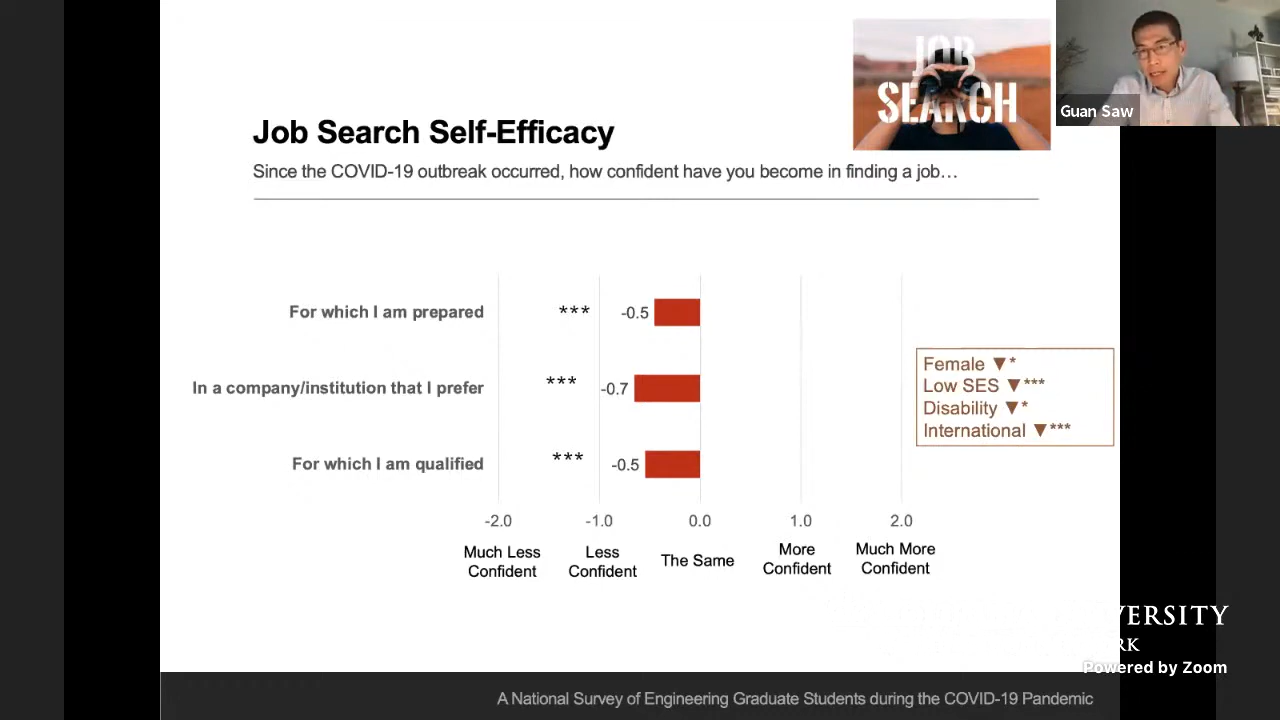 JOB
SEARCH
Guan Saw
Job Search Self-Efficacy
Since the COVID-19 outbreak occurred, how confident have you become in finding a job…
For which I am prepared
***
-0.5
In a company/institution that I prefer
***
-0.7
For which I am qualified
***
-0.5
Female ▼*
Low SES ▼***
Disability ▼*
International ▼***
-2.0
-1.0
0.0
1.0
2.0
Much Less
Confident
Less
Confident
The Same
More
Confident
Much More
Confident
VERSITY
RK
Powered by Zoom
A National Survey of Engineering Graduate Students during the COVID-19 Pandemic